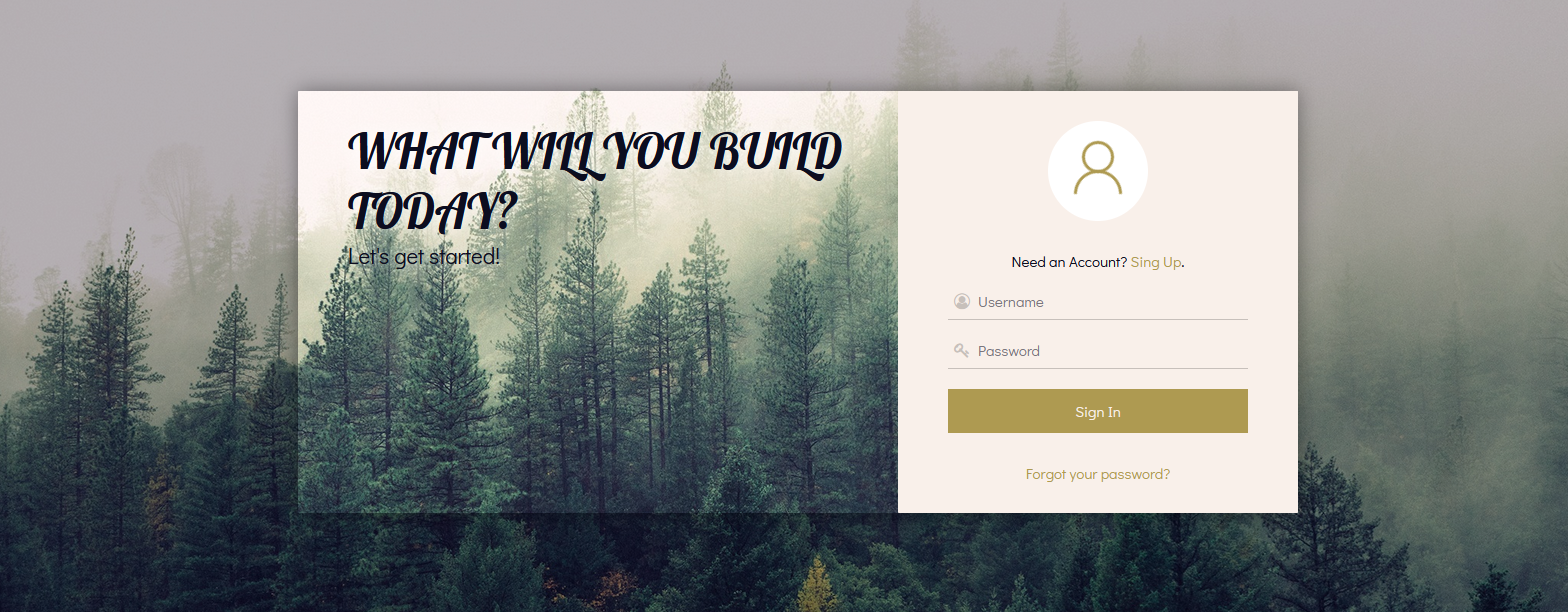 WHAT WILL YOU BUILD
TODAY?
Let's get started!
Need an Account? Sing Up.
Username
Password
Sign In
Forgot your password?